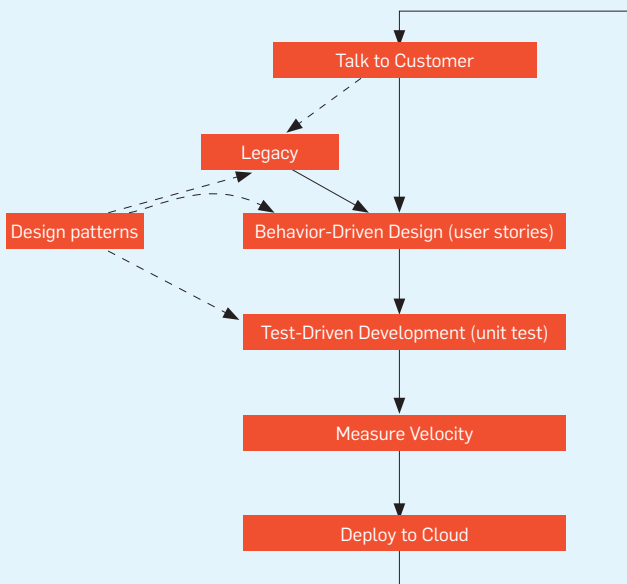 Talk to Customer
Legacy
Design patterns
Behavior-Driven Design (user stories)
Test-Driven Development (unit test)
Measure Velocity
Deploy to Cloud